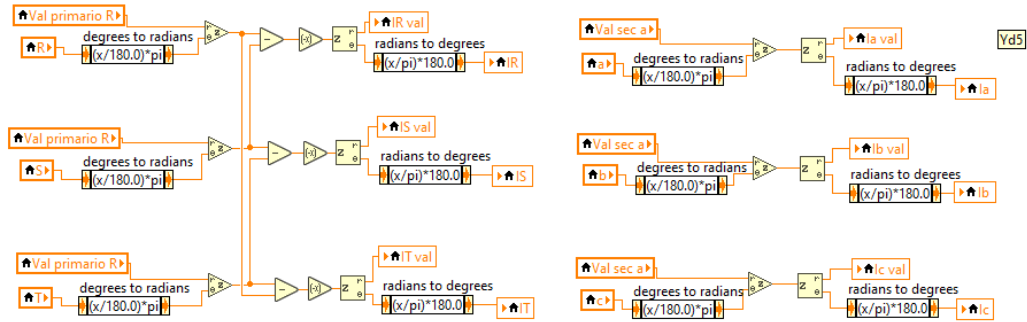 Val primario R
r
θ z
IR val
Val sec a
r
θ z
Ia val
Yd5
degrees to radians
R
(x/180.0)*pi
-
(-x)
z r
θ
radians to degrees
(x/pi)*180.0
IR
degrees to radians
a
(x/180.0)*pi
z r
θ
radians to degrees
(x/pi)*180.0
Ia
Val primario R
r
θ z
IS val
Val sec a
r
θ z
Ib val
degrees to radians
S
(x/180.0)*pi
-
(-x)
z r
θ
radians to degrees
(x/pi)*180.0
IS
degrees to radians
b
(x/180.0)*pi
z r
θ
radians to degrees
(x/pi)*180.0
Ib
Val primario R
r
θ z
IT val
Val sec a
r
θ z
Ic val
degrees to radians
T
(x/180.0)*pi
-
(-x)
z r
θ
radians to degrees
(x/pi)*180.0
IT
degrees to radians
c
(x/180.0)*pi
z r
θ
radians to degrees
(x/pi)*180.0
Ic